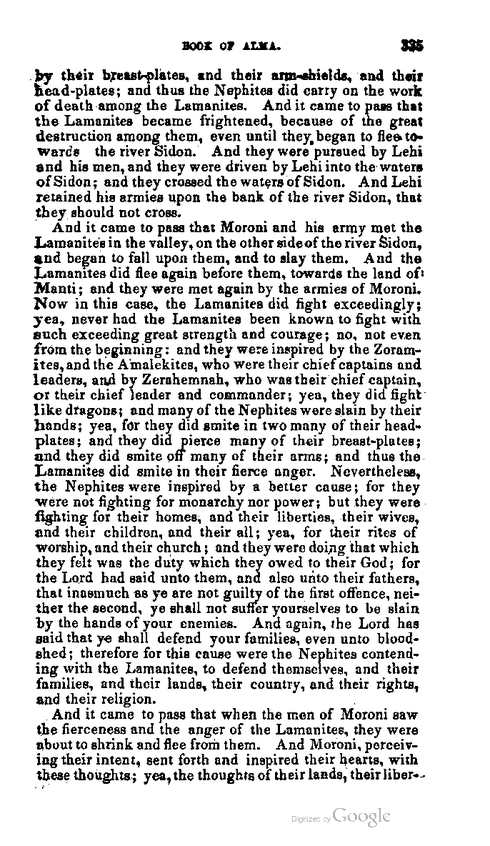 BOOK OF ALMA. 335
by their breast-plates, and their arm-shields, and their
head-plates; and thus the Nephites did carry on the work
of death among the Lamanites. And it came to pass that
the Lamanites became frightened, because of the great
destruction among them, even until they began to flee to-
wards the river Sidon. And they were pursued by Lehi
and his men, and they were driven by Lehi into the waters
of Sidon; and they crossed the waters of Sidon. And Lehi
retained his armies upon the bank of the river Sidon, that
they should not cross.
And it came to pass that Moroni and his army met the
Lamanites in the valley, on the other side of the river Sidon,
and began to fall upon them, and to slay them. And the
Lamanites did flee again before them, towards the land of
Manti; and they were met again by the armies of Moroni.
Now in this case, the Lamanites did fight exceedingly;
yea, never had the Lamanites been known to fight with
such exceeding great strength and courage; no, not even
from the beginning: and they were inspired by the Zoram-
ites, and the Amalekites, who were their chief captains and
leaders, and by Zerahemnah, who was their chief captain,
or their chief leader and commander; yea, they did fight
like dragons; and many of the Nephites were slain by their
hands; yea, for they did smite in two many of their head-
plates; and they did pierce many of their breast-plates;
and they did smite off many of their arms; and thus the
Lamanites did smite in their fierce anger. Nevertheless,
the Nephites were inspired by a better cause; for they
were not fighting for monarchy nor power; but they were
fighting for their homes, and their liberties, their wives,
and their children, and their all; yea, for their rites of
worship, and their church; and they were doing that which
they felt was the duty which they owed to their God; for
the Lord had said unto them, and also unto their fathers,
that inasmuch as ye are not guilty of the first offence, nei-
ther the second, ye shall not suffer yourselves to be slain
by the hands of your enemies. And again, the Lord has
said that ye shall defend your families, even unto blood-
shed; therefore for this cause were the Nephites contend-
ing with the Lamanites, to defend themselves, and their
families, and their lands, their country, and their rights,
and their religion.
And it came to pass that when the men of Moroni saw
the fierceness and the anger of the Lamanites, they were
about to shrink and flee from them. And Moroni, perceiv-
ing their intent, sent forth and inspired their hearts, with
these thoughts; yea, the thoughts of their lands, their liber-
Digitized by Google